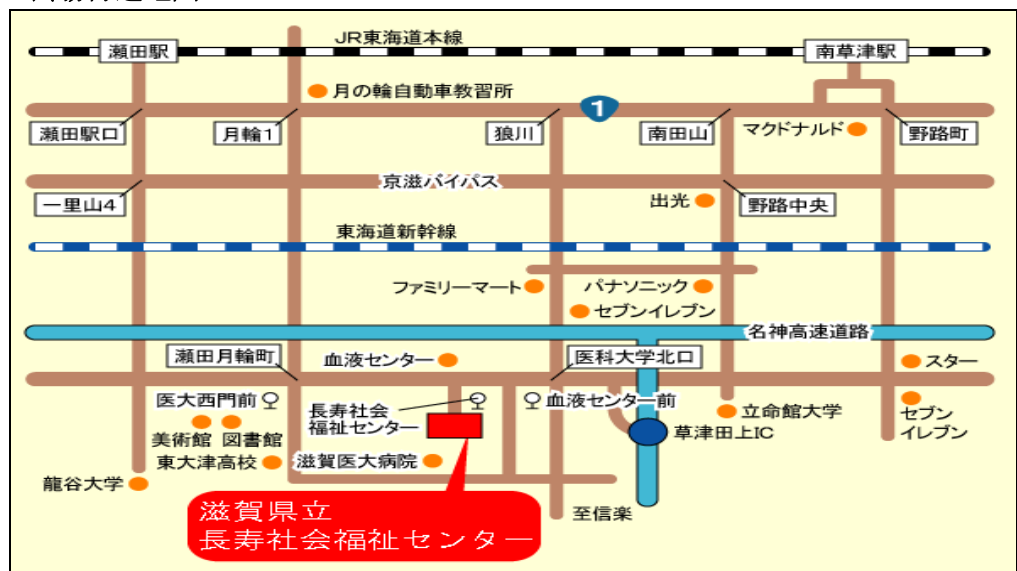 JR東海道本線
瀬田駅
南草津駅
月の輪自動車教習所
1
瀬田駅口
月輪1
狼川
南田山
マクドナルド
野路町
京滋バイパス
一里山4
出光
野路中央
東海道新幹線
ファミリーマート
パナソニック
セブンイレブン
名神高速道路
瀬田月輪町
血液センター
医科大学北口
スター
医大西門前
長寿社会
福祉センター
血液センター前
立命館大学
セブン
イレブン
美術館
図書館
草津田上IC
東大津高校
滋賀医大病院
龍谷大学
至信楽
滋賀県立
長寿社会福祉センター